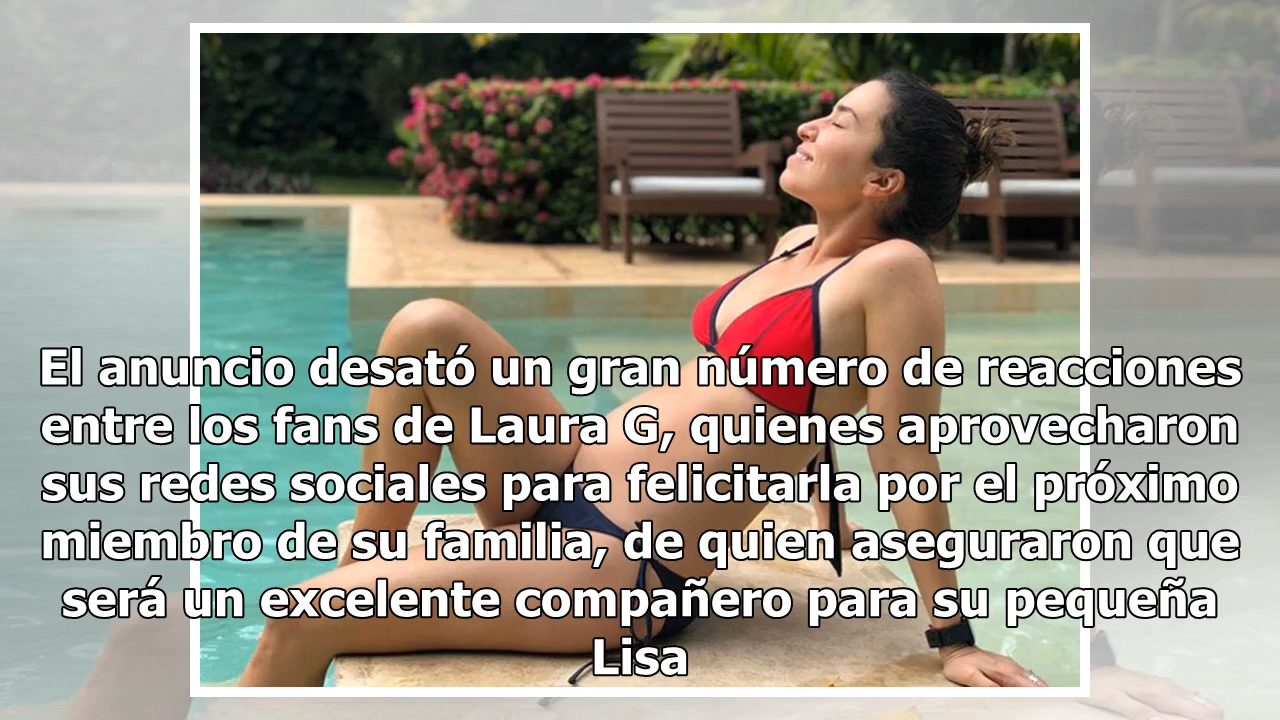 El anuncio desató un gran número de reacciones
entre los fans de Laura G, quienes aprovecharon
sus redes sociales para felicitarla por el próximo
miembro de su familia, de quien aseguraron que
será un excelente compañero para su pequeña
Lisa